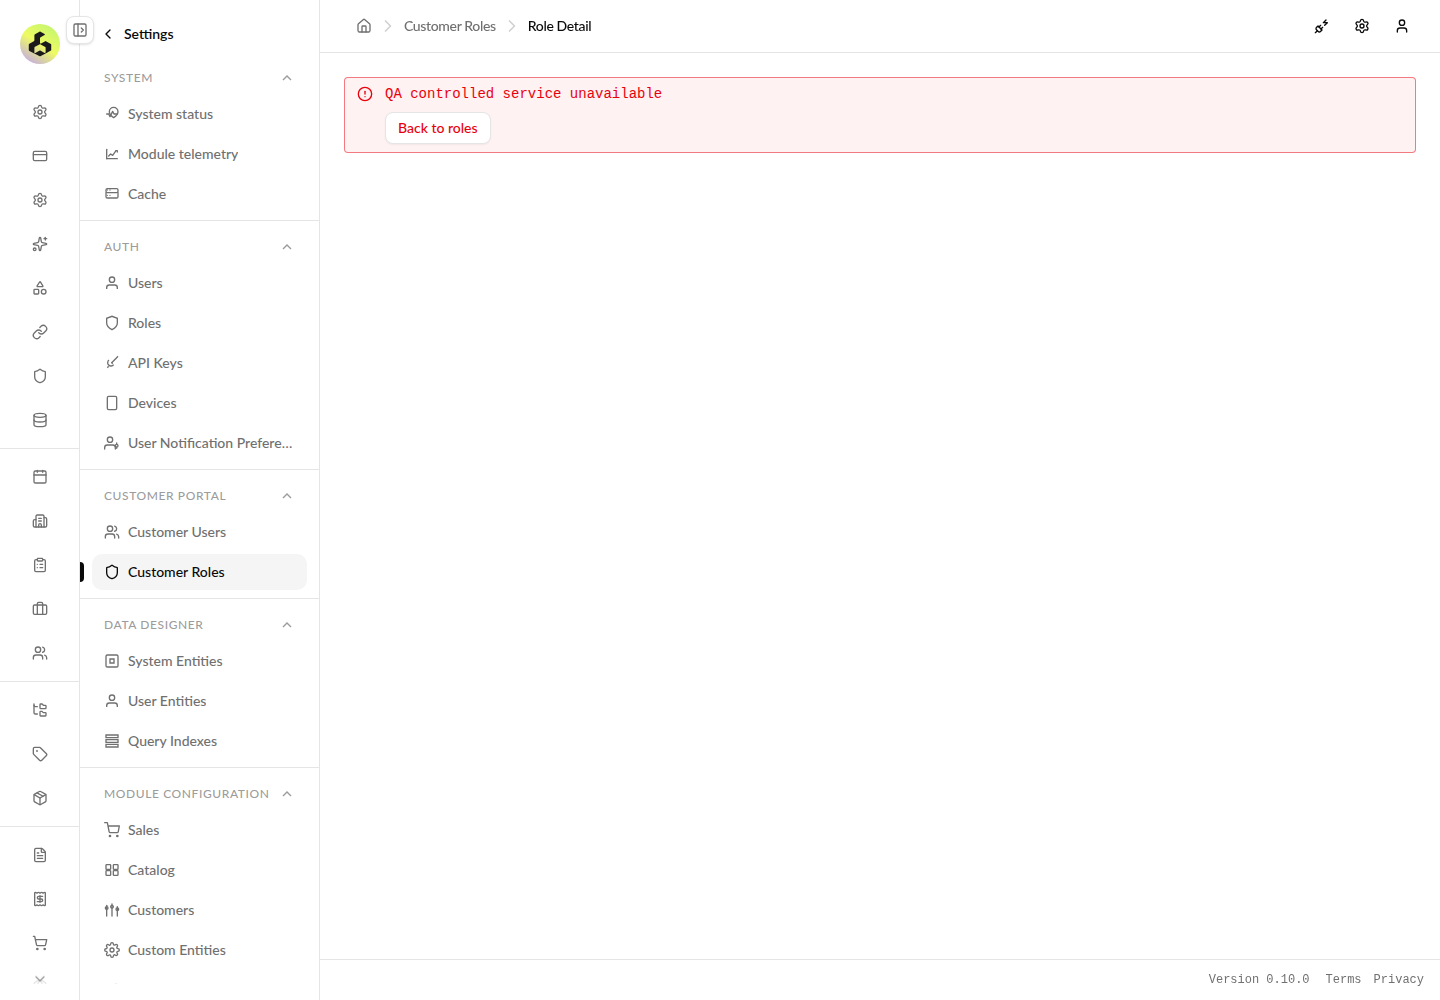 Settings
SYSTEM
System status
Module telemetry
Cache
AUTH
Users
Roles
API Keys
Devices
User Notification Prefere...
CUSTOMER PORTAL
Customer Users
Customer Roles
DATA DESIGNER
System Entities
User Entities
Query Indexes
MODULE CONFIGURATION
Sales
Catalog
Customers
Custom Entities
Customer Roles
Role Detail
QA controlled service unavailable
Back to roles
Version 0.10.0 Terms Privacy